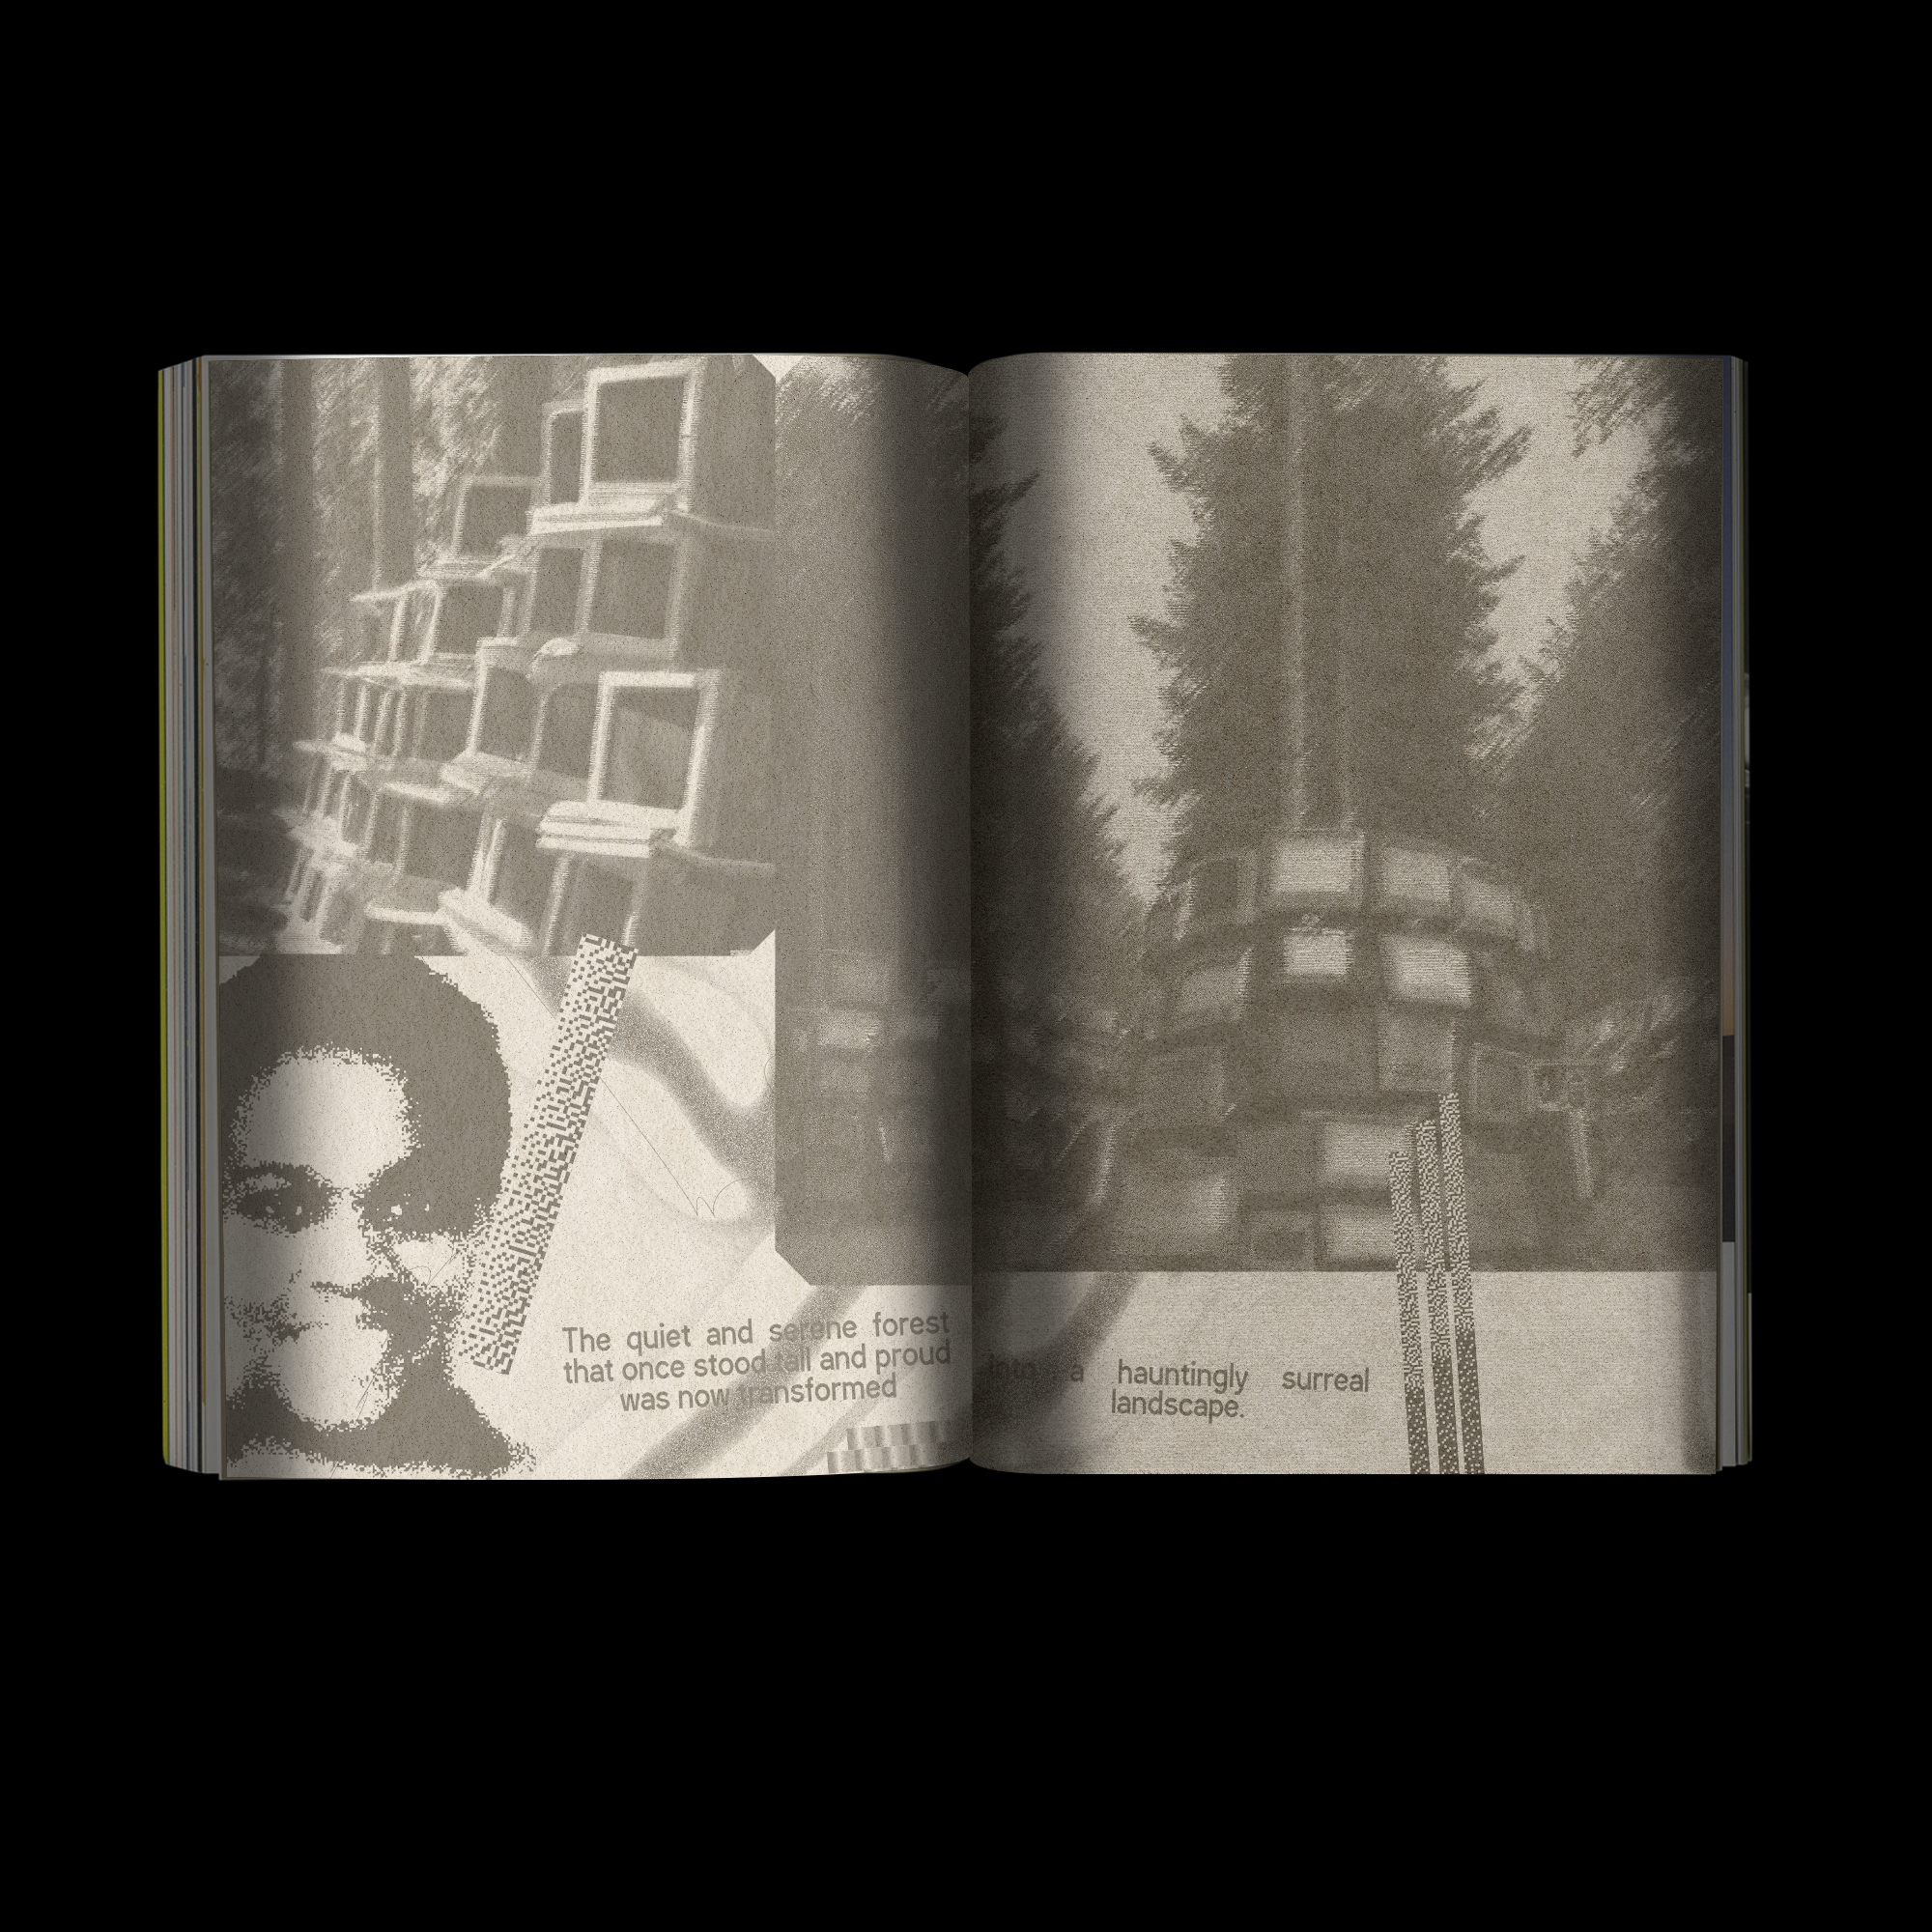 The quiet and serene forest
that once stood tall and proud
was now transformed
into a hauntingly surreal
landscape.